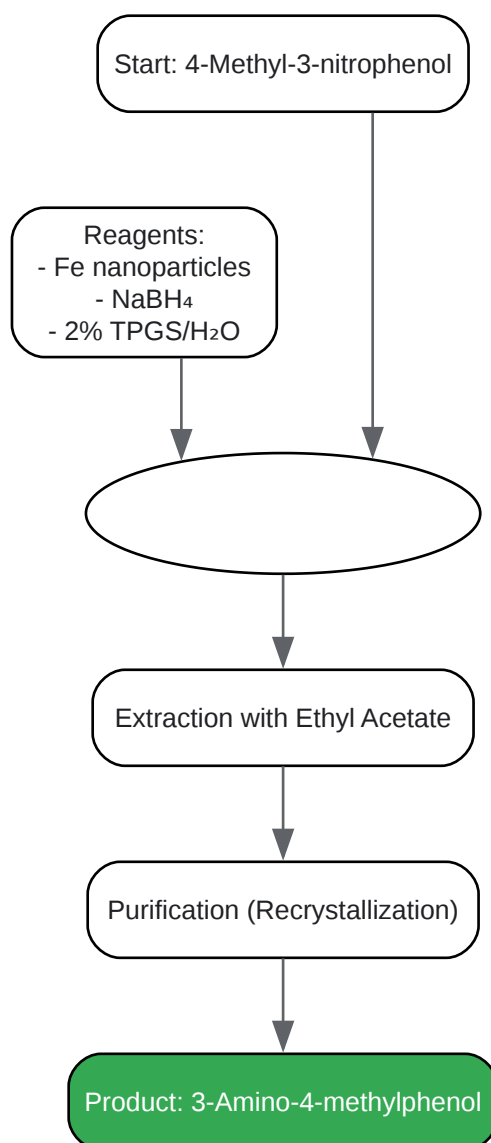 Start: 4-Methyl-3-nitrophenol
Reagents:
- Fe nanoparticles
- NaBH₄
- 2% TPGS/H₂O
Extraction with Ethyl Acetate
Purification (Recrystallization)
Product: 3-Amino-4-methylphenol